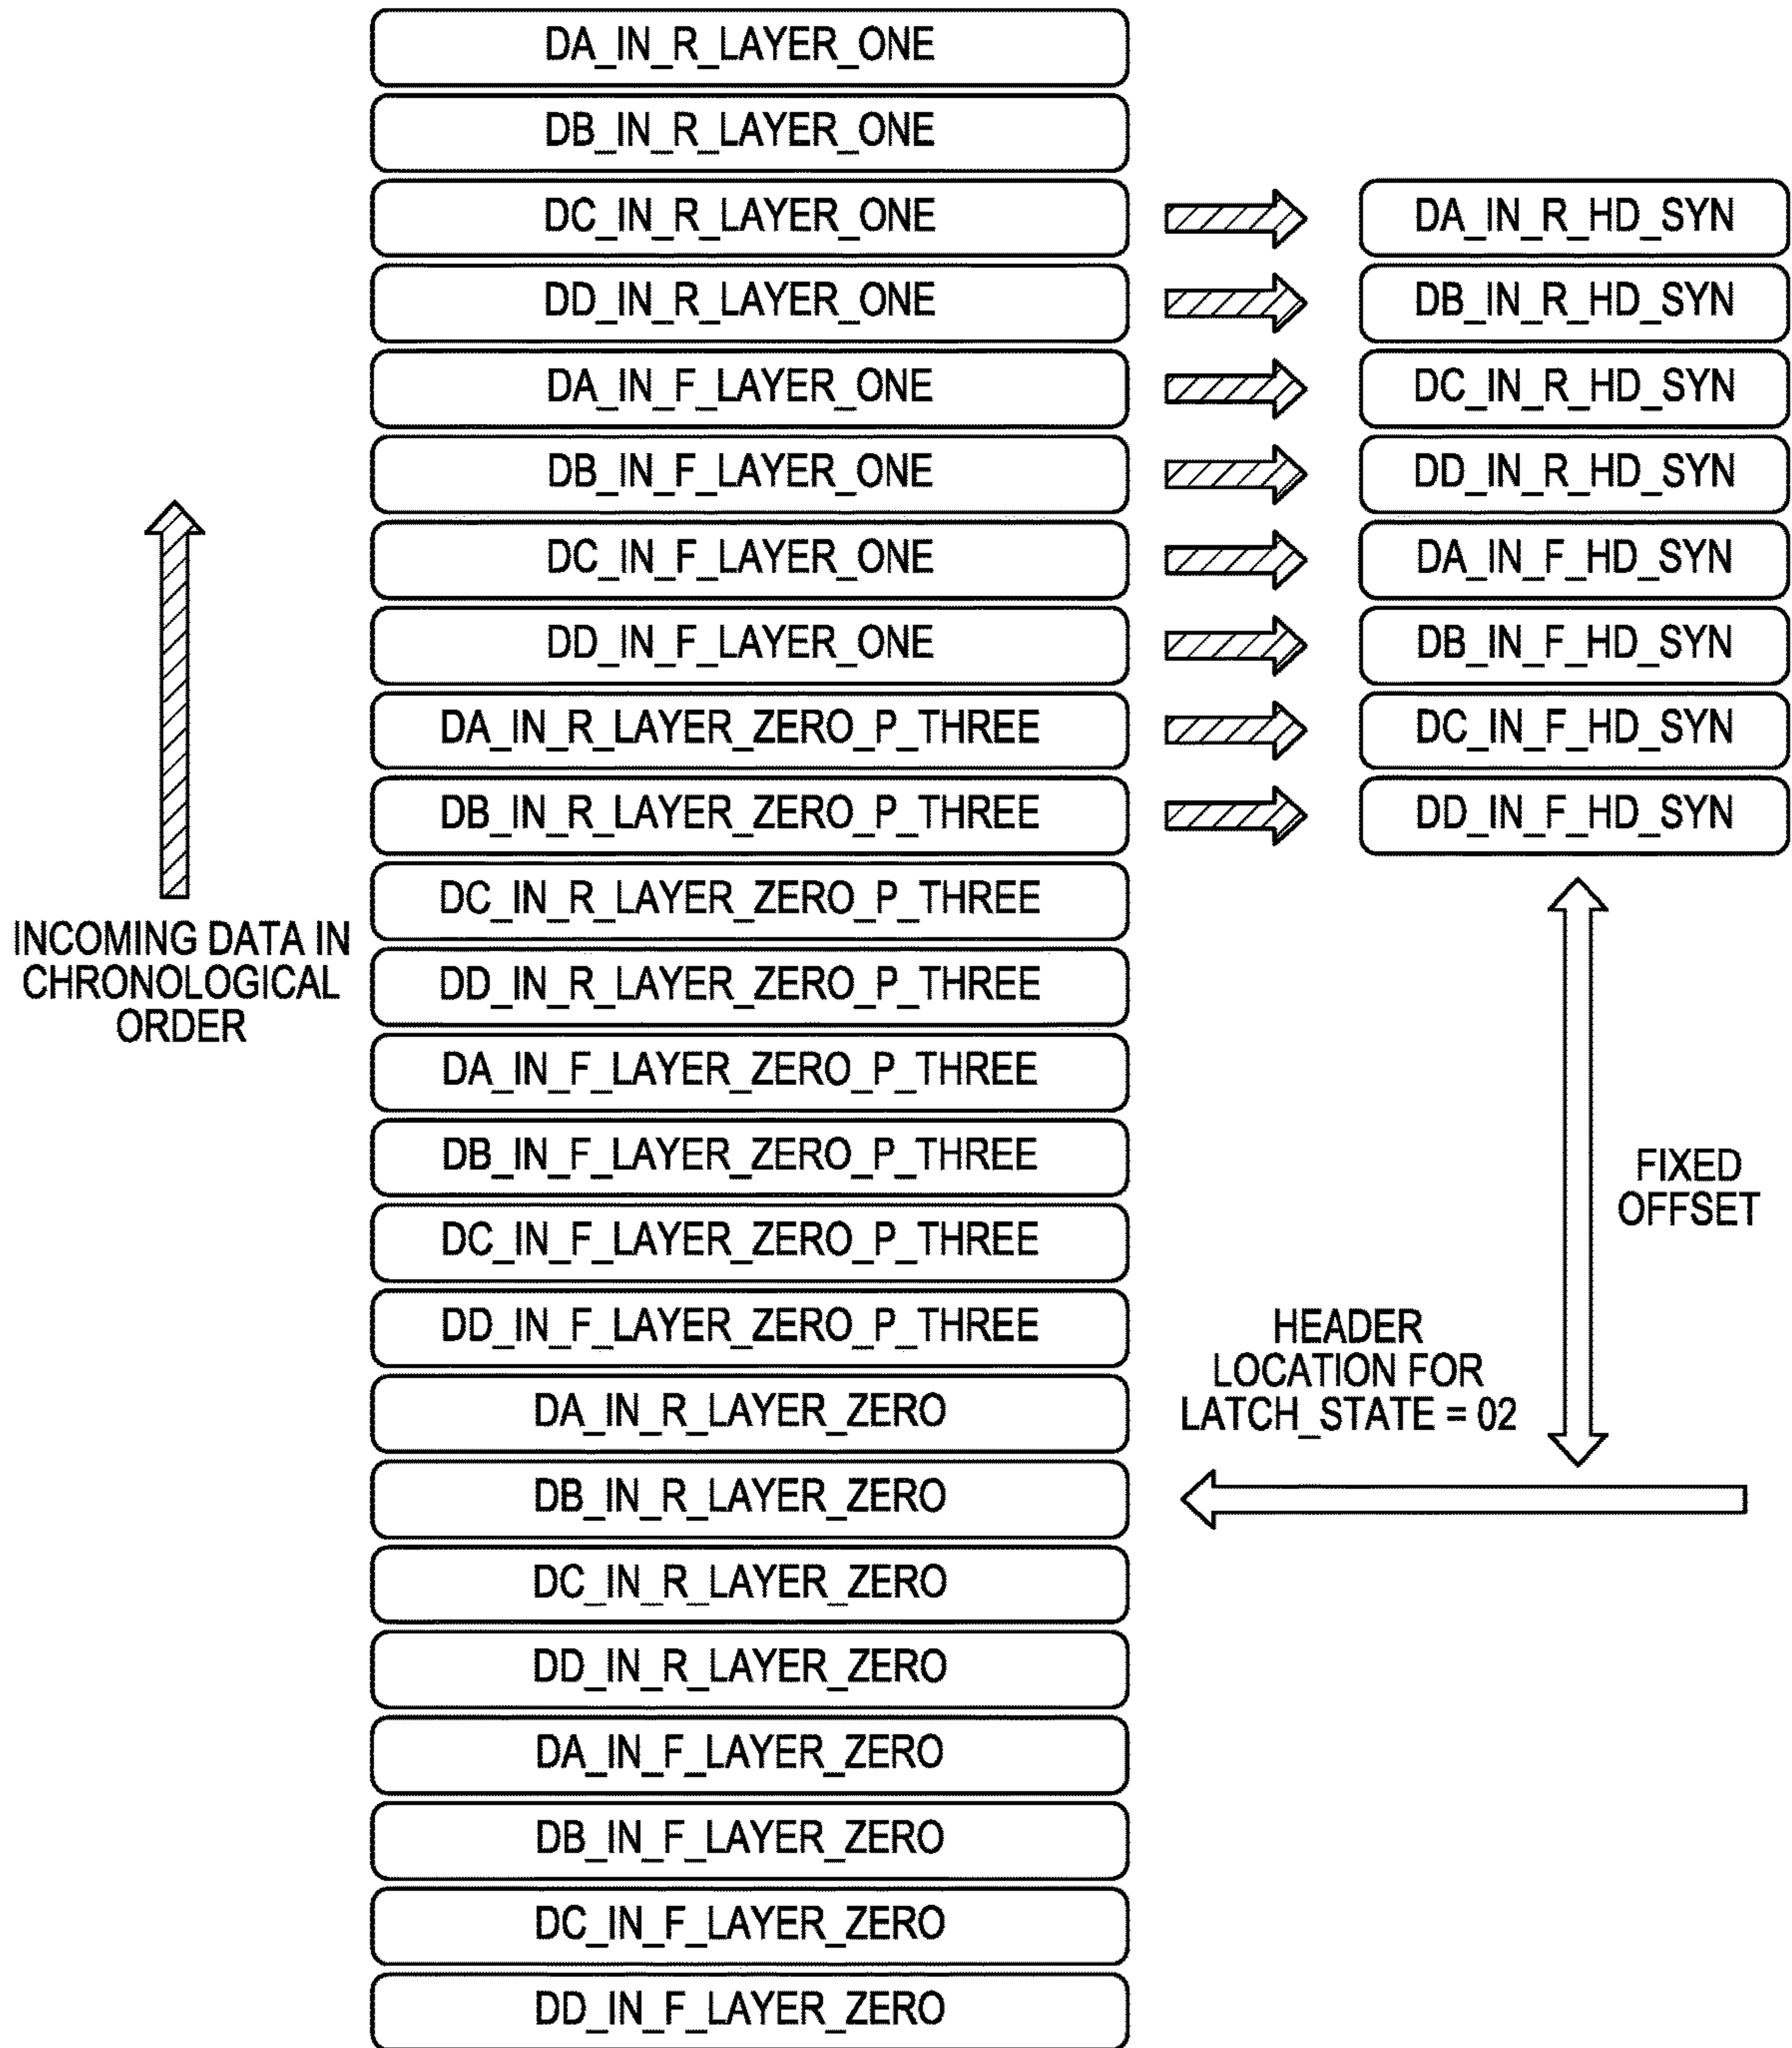 DA_IN_R_LAYER_ONE
DB_IN_R_LAYER_ONE
DC_IN_R_LAYER_ONE
DA_IN_R_HD_SYN
DD_IN_R_LAYER_ONE
DB_IN_R_HD_SYN
DA_IN_F_LAYER_ONE
DC_IN_R_HD_SYN
DB_IN_F_LAYER_ONE
DD_IN_R_HD_SYN
DC_IN_F_LAYER_ONE
DA_IN_F_HD_SYN
DD_IN_F_LAYER_ONE
DB_IN_F_HD_SYN
DA_IN_R_LAYER_ZERO_P_THREE
DC_IN_F_HD_SYN
DB_IN_R_LAYER_ZERO_P_THREE
DD_IN_F_HD_SYN
DC_IN_R_LAYER_ZERO_P_THREE
INCOMING DATA IN
CHRONOLOGICAL
ORDER
DD_IN_R_LAYER_ZERO_P_THREE
DA_IN_F_LAYER_ZERO_P_THREE
DB_IN_F_LAYER_ZERO_P_THREE
FIXED
OFFSET
DC_IN_F_LAYER_ZERO_P_THREE
DD_IN_F_LAYER_ZERO_P_THREE
HEADER
LOCATION FOR
LATCH_STATE = 02
DA_IN_R_LAYER_ZERO
DB_IN_R_LAYER_ZERO
DC_IN_R_LAYER_ZERO
DD_IN_R_LAYER_ZERO
DA_IN_F_LAYER_ZERO
DB_IN_F_LAYER_ZERO
DC_IN_F_LAYER_ZERO
DD_IN_F_LAYER_ZERO